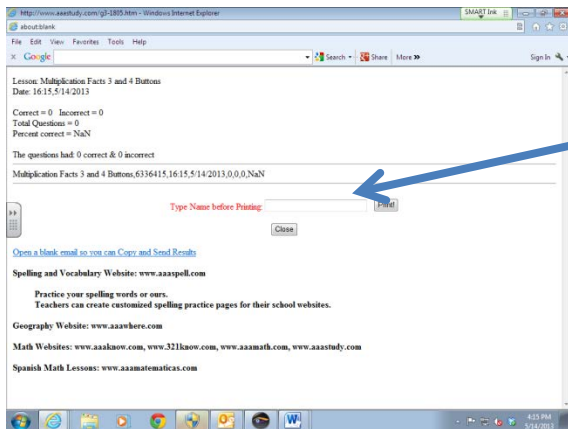 http://www.aaastudy.com/g3-1805.htm - Windows Internet Explorer
SMART Ink
about:blank
File Edit View Favorites Tools Help
x Google Search Share More >> Sign In
Lesson: Multiplication Facts 3 and 4 Buttons
Date: 16:15,5/14/2013
Correct = 0 Incorrect = 0
Total Questions = 0
Percent correct = NaN
The questions had: 0 correct & 0 incorrect
Multiplication Facts 3 and 4 Buttons,6336415,16:15,5/14/2013,0,0,0,NaN
Type Name before Printing: Print!
Close
Open a blank email so you can Copy and Send Results
Spelling and Vocabulary Website: www.aaaspell.com
Practice your spelling words or ours.
Teachers can create customized spelling practice pages for their school websites.
Geography Website: www.aaawhere.com
Math Websites: www.aaaknow.com, www.321know.com, www.aaamath.com, www.aaastudy.com
Spanish Math Lessons: www.aaamatematicas.com
4:15 PM
5/14/2013